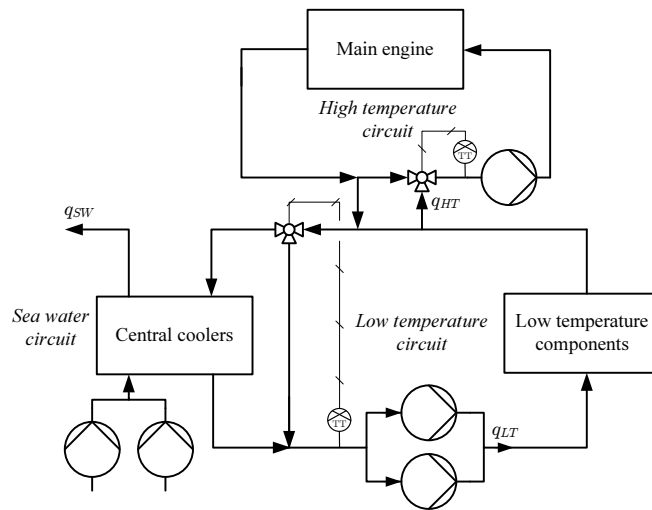 Main engine
High temperature
circuit
TT
q_HT
q_SW
Sea water
circuit
Central coolers
Low temperature
circuit
Low temperature
components
TT
q_LT